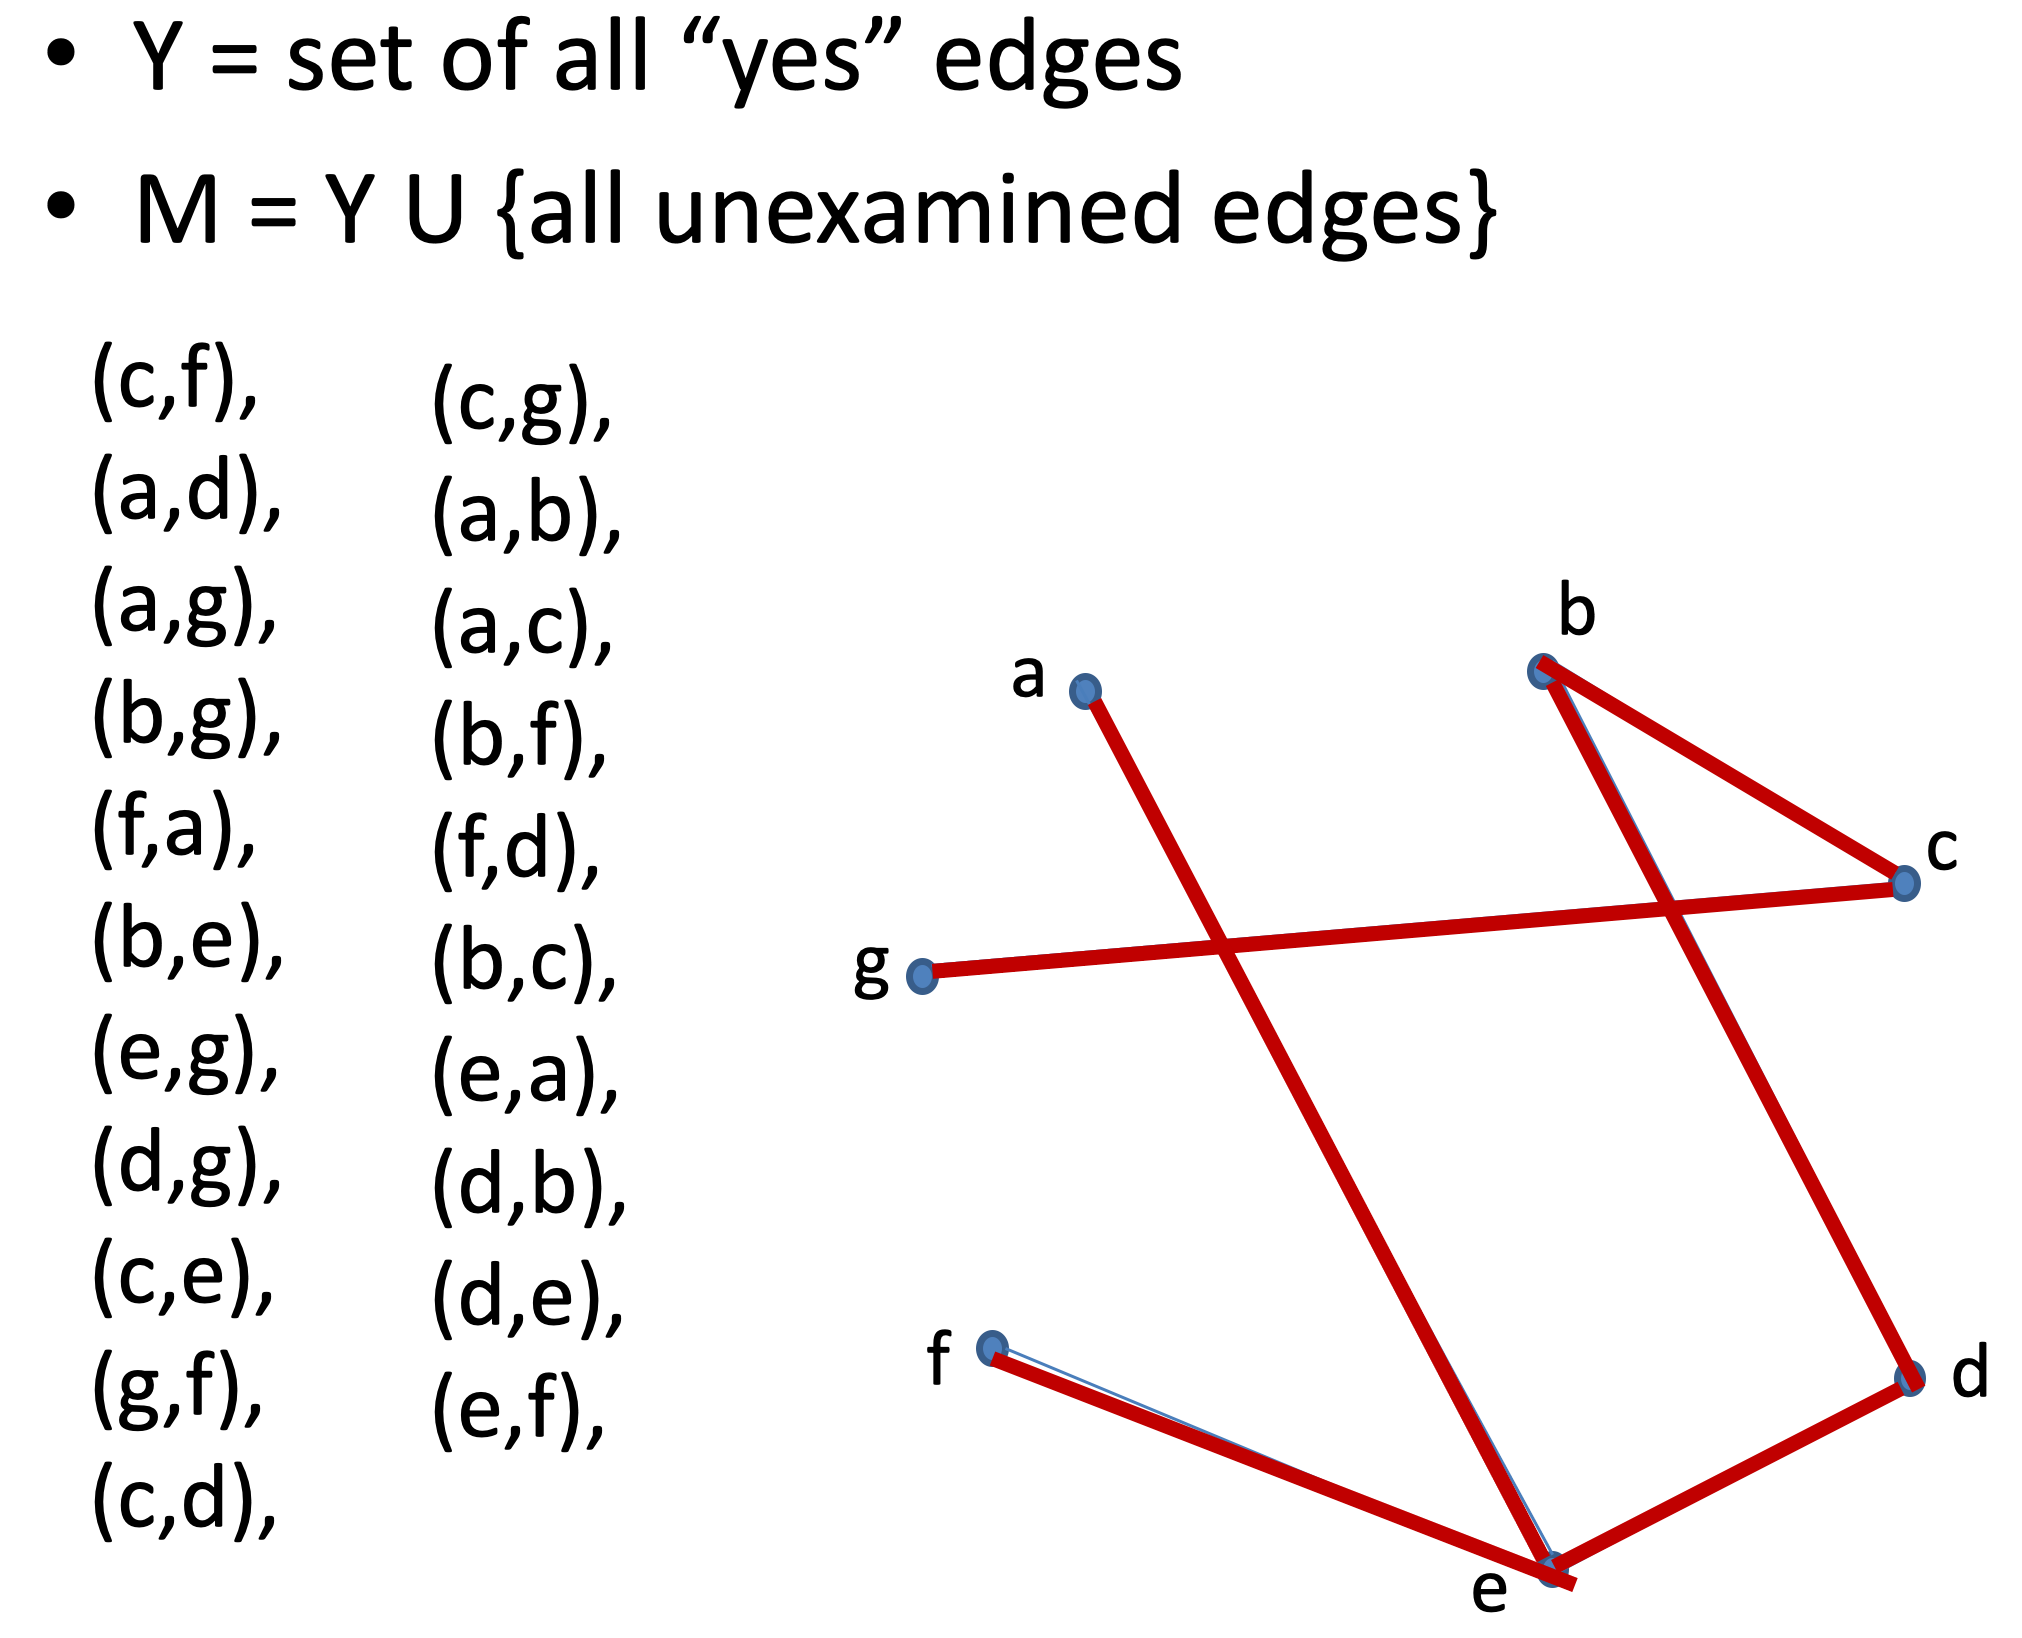 • Y = set of all “yes” edges
• M = Y U {all unexamined edges}
(c,f),
(a,d),
(a,g),
(b,g),
(f,a),
(b,e),
(e,g),
(d,g),
(c,e),
(g,f),
(c,d),
(c,g),
(a,b),
(a,c),
(b,f),
(f,d),
(b,c),
(e,a),
(d,b),
(d,e),
(e,f),
b
a
c
g
f
d
e